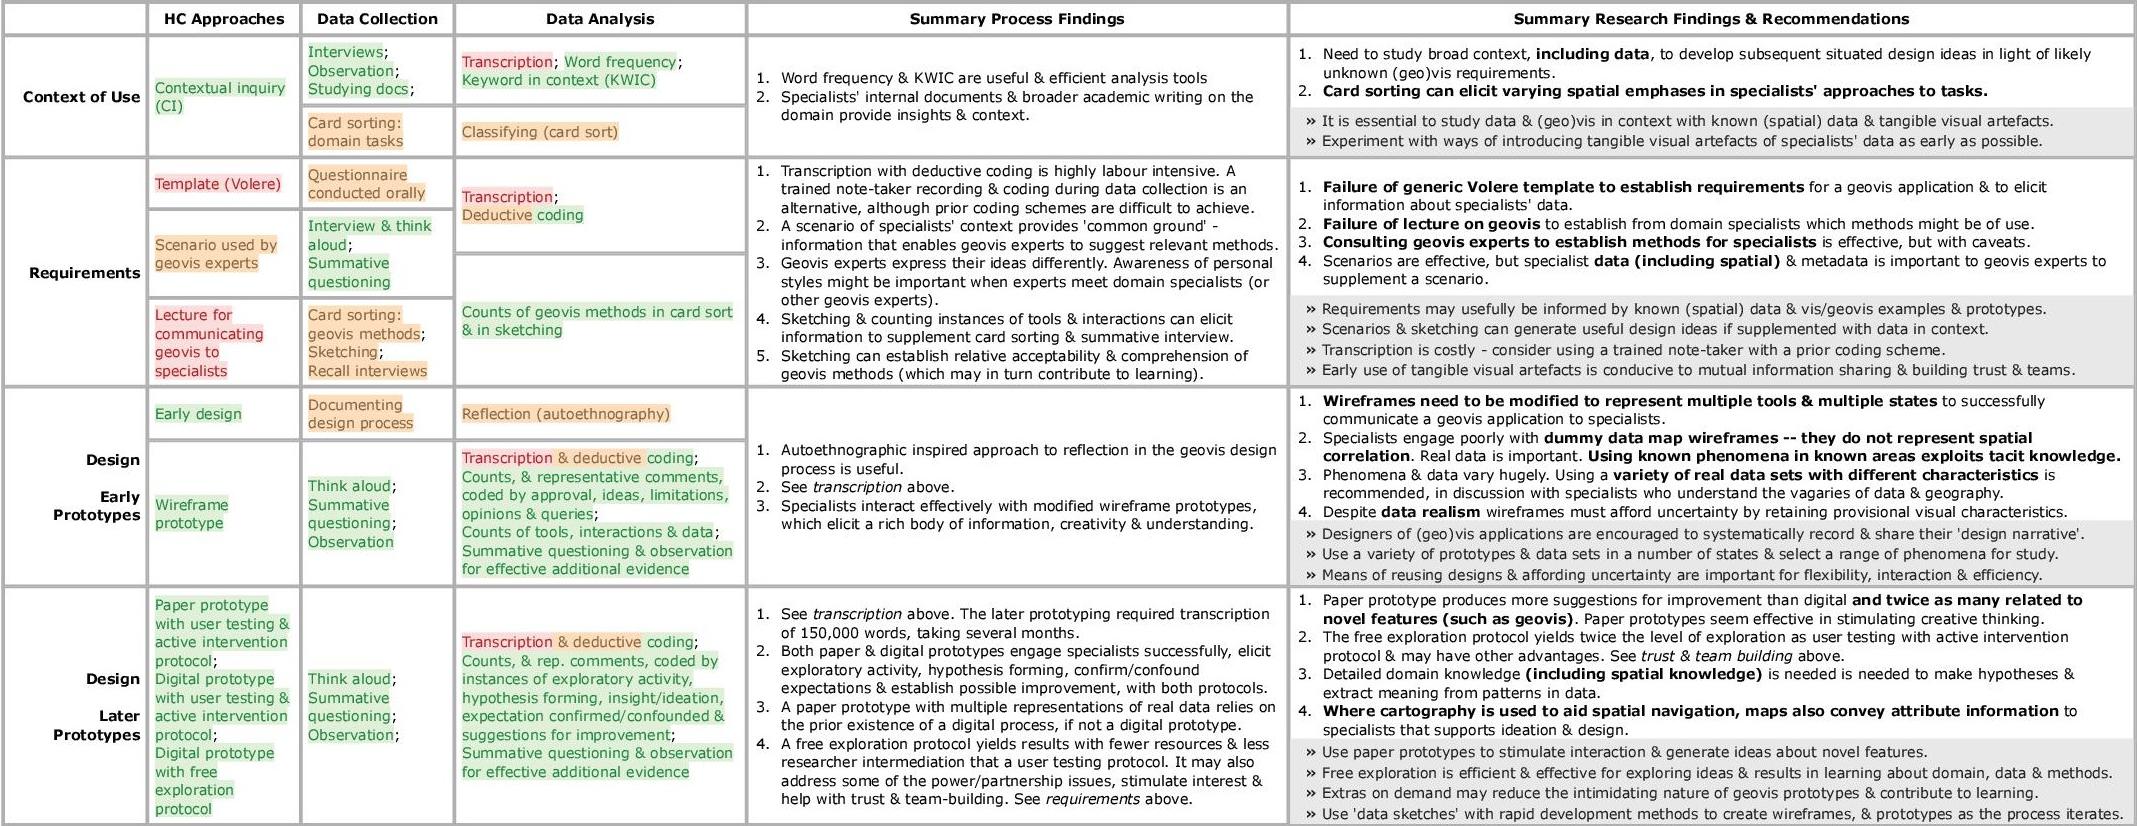 HC Approaches
Data Collection
Data Analysis
Summary Process Findings
Summary Research Findings & Recommendations
Context of Use
Contextual inquiry
(CI)
Interviews;
Observation;
Studying docs;
Transcription; Word frequency;
Keyword in context (KWIC)
Card sorting:
domain tasks
Classifying (card sort)
1. Word frequency & KWIC are useful & efficient analysis tools
2. Specialists' internal documents & broader academic writing on the
domain provide insights & context.
1. Need to study broad context, including data, to develop subsequent situated design ideas in light of likely
unknown (geo)vis requirements.
2. Card sorting can elicit varying spatial emphases in specialists' approaches to tasks.
» It is essential to study data & (geo)vis in context with known (spatial) data & tangible visual artefacts.
» Experiment with ways of introducing tangible visual artefacts of specialists' data as early as possible.
Requirements
Template (Volere)
Questionnaire
conducted orally
Transcription;
Deductive coding
Scenario used by
geovis experts
Interview & think
aloud;
Summative
questioning
Lecture for
communicating
geovis to
specialists
Card sorting:
geovis methods;
Sketching;
Recall interviews
Counts of geovis methods in card sort
& in sketching
1. Transcription with deductive coding is highly labour intensive. A
trained note-taker recording & coding during data collection is an
alternative, although prior coding schemes are difficult to achieve.
2. A scenario of specialists' context provides 'common ground' -
information that enables geovis experts to suggest relevant methods.
3. Geovis experts express their ideas differently. Awareness of personal
styles might be important when experts meet domain specialists (or
other geovis experts).
4. Sketching & counting instances of tools & interactions can elicit
information to supplement card sorting & summative interview.
5. Sketching can establish relative acceptability & comprehension of
geovis methods (which may in turn contribute to learning).
1. Failure of generic Volere template to establish requirements for a geovis application & to elicit
information about specialists' data.
2. Failure of lecture on geovis to establish from domain specialists which methods might be of use.
3. Consulting geovis experts to establish methods for specialists is effective, but with caveats.
4. Scenarios are effective, but specialist data (including spatial) & metadata is important to geovis experts to
supplement a scenario.
» Requirements may usefully be informed by known (spatial) data & vis/geovis examples & prototypes.
» Scenarios & sketching can generate useful design ideas if supplemented with data in context.
» Transcription is costly - consider using a trained note-taker with a prior coding scheme.
» Early use of tangible visual artefacts is conducive to mutual information sharing & building trust & teams.
Design
Early
Prototypes
Early design
Documenting
design process
Reflection (autoethnography)
Wireframe
prototype
Think aloud;
Summative
questioning;
Observation
Transcription & deductive coding;
Counts, & representative comments,
coded by approval, ideas, limitations,
opinions & queries;
Counts of tools, interactions & data;
Summative questioning & observation
for effective additional evidence
1. Autoethnographic inspired approach to reflection in the geovis design
process is useful.
2. See transcription above.
3. Specialists interact effectively with modified wireframe prototypes,
which elicit a rich body of information, creativity & understanding.
1. Wireframes need to be modified to represent multiple tools & multiple states to successfully
communicate a geovis application to specialists.
2. Specialists engage poorly with dummy data map wireframes -- they do not represent spatial
correlation. Real data is important. Using known phenomena in known areas exploits tacit knowledge.
3. Phenomena & data vary hugely. Using a variety of real data sets with different characteristics is
recommended, in discussion with specialists who understand the vagaries of data & geography.
4. Despite data realism wireframes must afford uncertainty by retaining provisional visual characteristics.
» Designers of (geo)vis applications are encouraged to systematically record & share their 'design narrative'.
» Use a variety of prototypes & data sets in a number of states & select a range of phenomena for study.
» Means of reusing designs & affording uncertainty are important for flexibility, interaction & efficiency.
Design
Later
Prototypes
Paper prototype
with user testing &
active intervention
protocol;
Digital prototype
with user testing &
active intervention
protocol;
Digital prototype
with free
exploration
protocol
Think aloud;
Summative
questioning;
Observation;
Transcription & deductive coding;
Counts, & rep. comments, coded by
instances of exploratory activity,
hypothesis forming, insight/ideation,
expectation confirmed/confounded &
suggestions for improvement;
Summative questioning & observation
for effective additional evidence
1. See transcription above. The later prototyping required transcription
of 150,000 words, taking several months.
2. Both paper & digital prototypes engage specialists successfully, elicit
exploratory activity, hypothesis forming, confirm/confound
expectations & establish possible improvement, with both protocols.
3. A paper prototype with multiple representations of real data relies on
the prior existence of a digital process, if not a digital prototype.
4. A free exploration protocol yields results with fewer resources & less
researcher intermediation that a user testing protocol. It may also
address some of the power/partnership issues, stimulate interest &
help with trust & team-building. See requirements above.
1. Paper prototype produces more suggestions for improvement than digital and twice as many related to
novel features (such as geovis). Paper prototypes seem effective in stimulating creative thinking.
2. The free exploration protocol yields twice the level of exploration as user testing with active intervention
protocol & may have other advantages. See trust & team building above.
3. Detailed domain knowledge (including spatial knowledge) is needed is needed to make hypotheses &
extract meaning from patterns in data.
4. Where cartography is used to aid spatial navigation, maps also convey attribute information to
specialists that supports ideation & design.
» Use paper prototypes to stimulate interaction & generate ideas about novel features.
» Free exploration is efficient & effective for exploring ideas & results in learning about domain, data & methods.
» Extras on demand may reduce the intimidating nature of geovis prototypes & contribute to learning.
» Use 'data sketches' with rapid development methods to create wireframes, & prototypes as the process iterates.